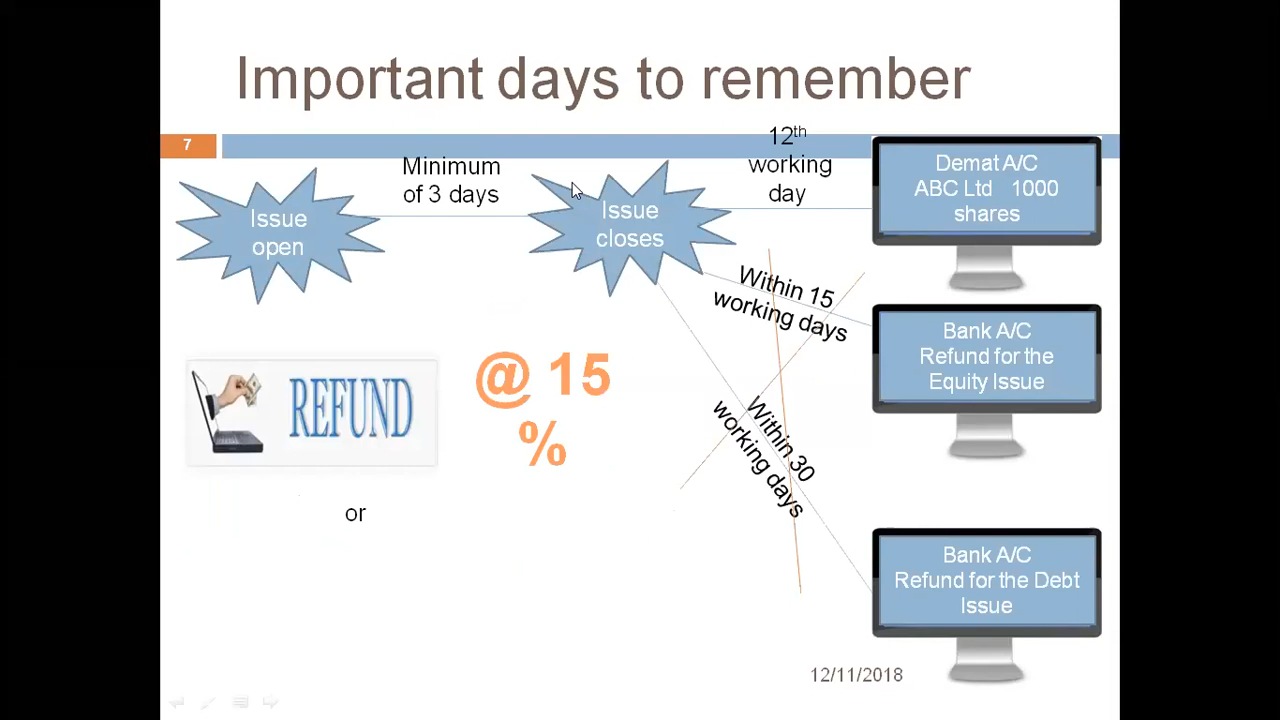 Important days to remember
7
Minimum
of 3 days
12th
working
day
Issue
open
Issue
closes
Demat A/C
ABC Ltd 1000
shares
Within 15
working days
Bank A/C
Refund for the
Equity Issue
REFUND
@ 15
%
Within 30
working days
or
Bank A/C
Refund for the Debt
Issue
12/11/2018